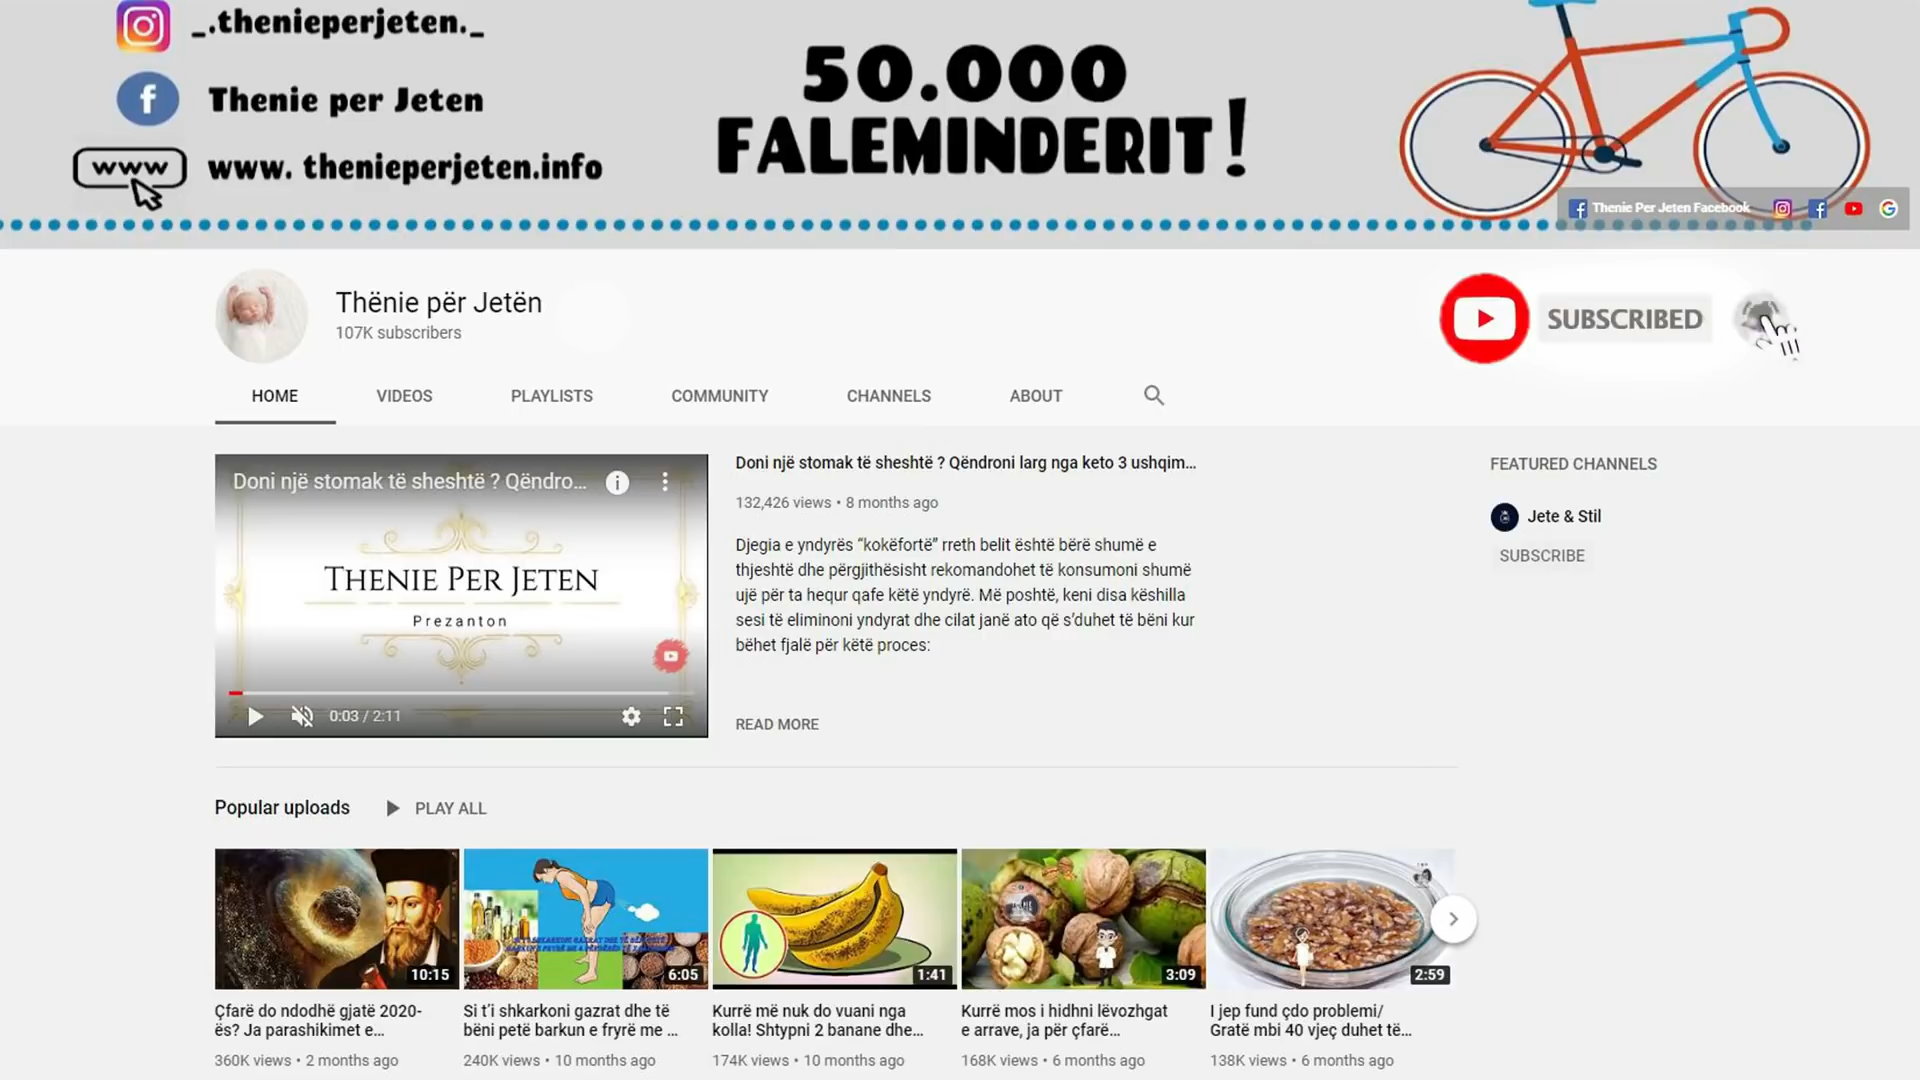 _.thenieperjeten._
Thenie per Jeten
www
www. thenieperjeten.info
50.000
FALEMINDERIT!
Thenie Per Jeten Facebook
Thënie për Jetën
107K subscribers
SUBSCRIBED
HOME
VIDEOS
PLAYLISTS
COMMUNITY
CHANNELS
ABOUT
Doni një stomak të sheshtë ? Qëndro...
THENIE PER JETEN
Prezanton
0:03 / 2:11
Doni një stomak të sheshtë ? Qëndroni larg nga keto 3 ushqim...
132,426 views • 8 months ago
Djegia e yndyrës “kokëfortë” rreth belit është bërë shumë e
thjeshtë dhe përgjithësisht rekomandohet të konsumoni shumë
ujë për ta hequr qafe këtë yndyrë. Më poshtë, keni disa këshilla
sesi të eliminoni yndyrat dhe cilat janë ato që s’duhet të bëni kur
bëhet fjalë për këtë proces:
READ MORE
FEATURED CHANNELS
Jete & Stil
SUBSCRIBE
Popular uploads
PLAY ALL
10:15
6:05
1:41
3:09
2:59
Çfarë do ndodhë gjatë 2020-
ës? Ja parashikimet e...
360K views • 2 months ago
Si t’i shkarkoni gazrat dhe të
bëni petë barkun e fryrë me ...
240K views • 10 months ago
Kurrë më nuk do vuani nga
kolla! Shtypni 2 banane dhe...
174K views • 10 months ago
Kurrë mos i hidhni lëvozhgat
e arrave, ja për çfarë...
168K views • 6 months ago
I jep fund çdo problemi/
Gratë mbi 40 vjeç duhet të...
138K views • 6 months ago